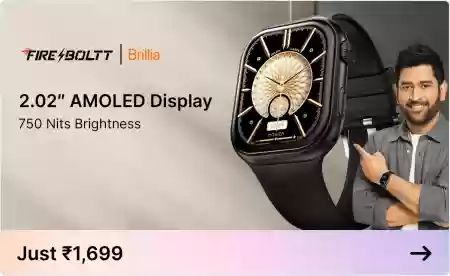 FIRE-BOLTT | Brillia
2.02" AMOLED Display
750 Nits Brightness
Just ₹1,699